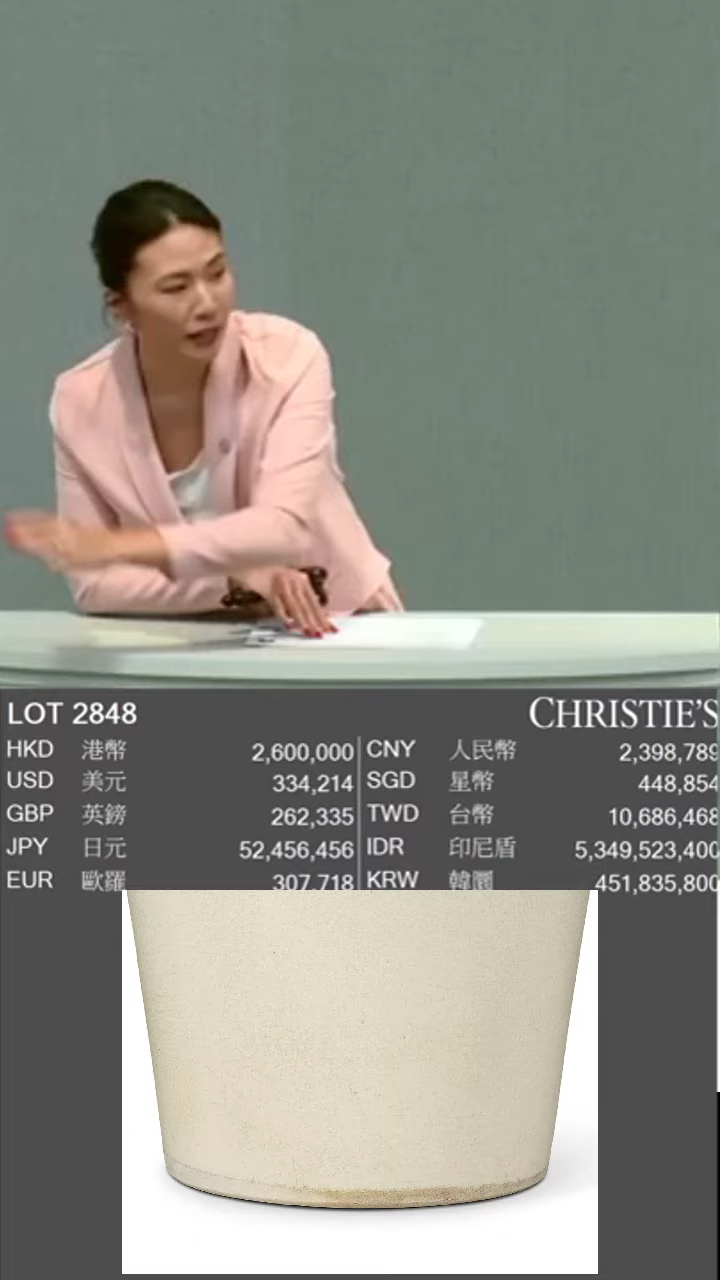 LOT 2848 CHRISTIE'S
HKD 港幣 2,600,000 CNY 人民幣 2,398,789
USD 美元 334,214 SGD 星幣 448,854
GBP 英鎊 262,335 TWD 台幣 10,686,468
JPY 日元 52,456,456 IDR 印尼盾 5,349,523,400
EUR 歐羅 307,718 KRW 韓圜 451,835,800